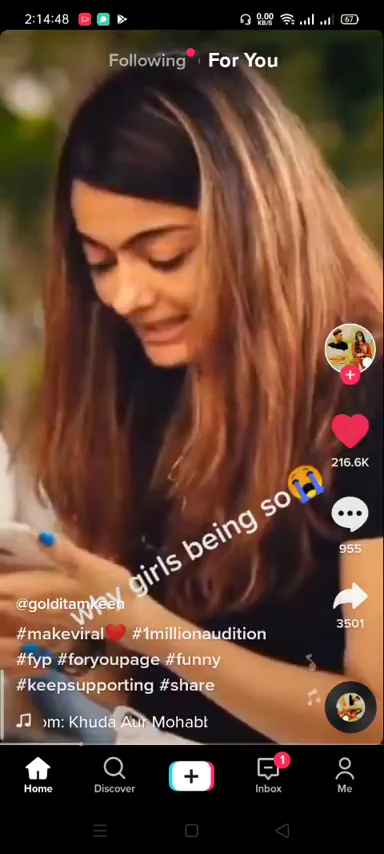 2:14:48
0.00
KB/S
67
Following
For You
216.6K
why girls being so😭
955
@golditamkeen
3501
#makeviral❤️ #1millionaudition
#fyp #foryoupage #funny
#keepsupporting #share
om: Khuda Aur Mohabb
1
Home
Discover
Inbox
Me